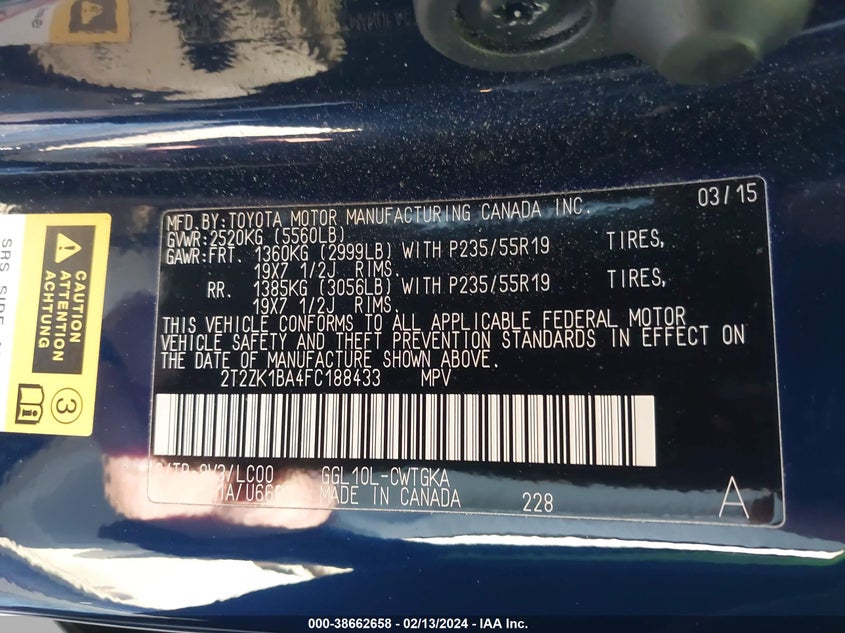 MFD. BY: TOYOTA MOTOR MANUFACTURING CANADA INC. 03/15
GVWR: 2520KG (5560LB)
GAWR: FRT. 1360KG (2999LB) WITH P235/55R19 TIRES,
19X7 1/2J RIMS.
RR. 1385KG (3056LB) WITH P235/55R19 TIRES,
19X7 1/2J RIMS.
THIS VEHICLE CONFORMS TO ALL APPLICABLE FEDERAL MOTOR
VEHICLE SAFETY AND THEFT PREVENTION STANDARDS IN EFFECT ON
THE DATE OF MANUFACTURE SHOWN ABOVE.
2T2ZK1BA4FC188433 MPV
/LC00 GGL10L-CWTGKA
MADE IN CANADA 228 A
CAUTION
ATTENTION
ACHTUNG
SRS SIDE
3
000-38662658 - 02/13/2024 - IAA Inc.